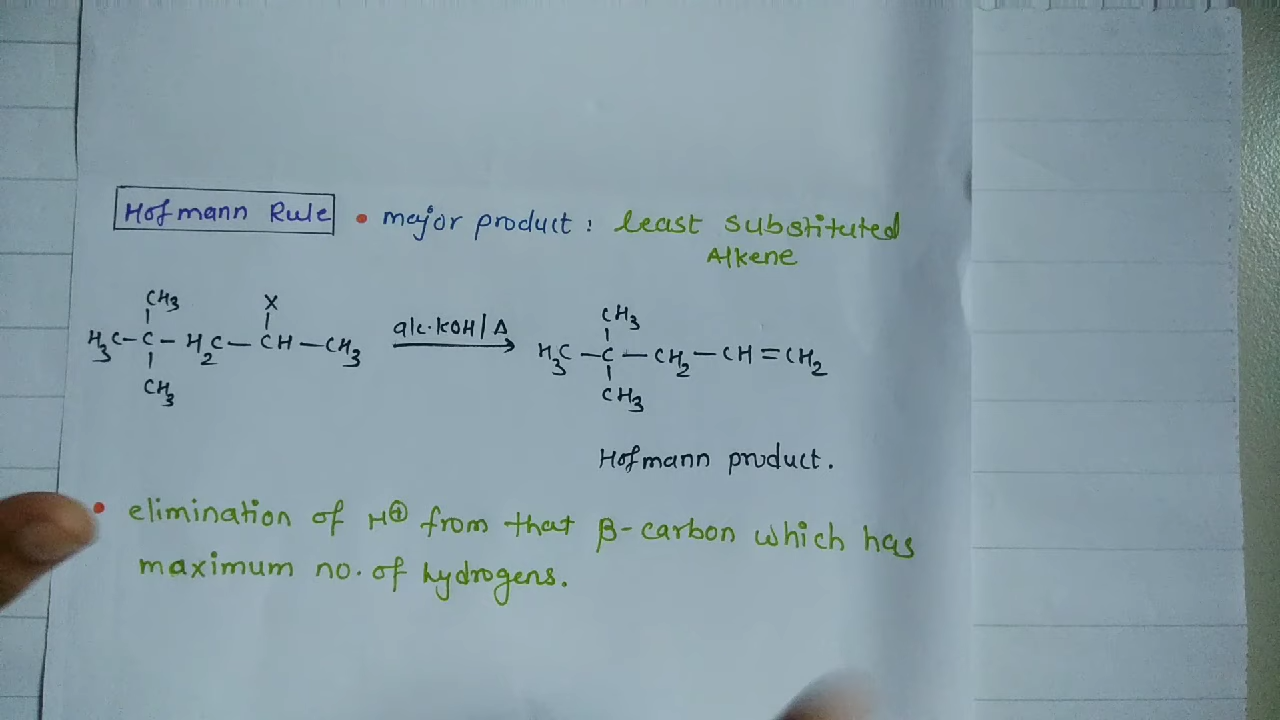 Hofmann Rule • major product : least substituted
Alkene
CH₃ X
H₃C–C–H₂C–CH–CH₃ alc·KOH/Δ
CH₃
CH₃
H₃C–C–CH₂–CH=CH₂
CH₃
Hofmann product.
• elimination of H⊕ from that β-carbon which has
maximum no. of hydrogens.